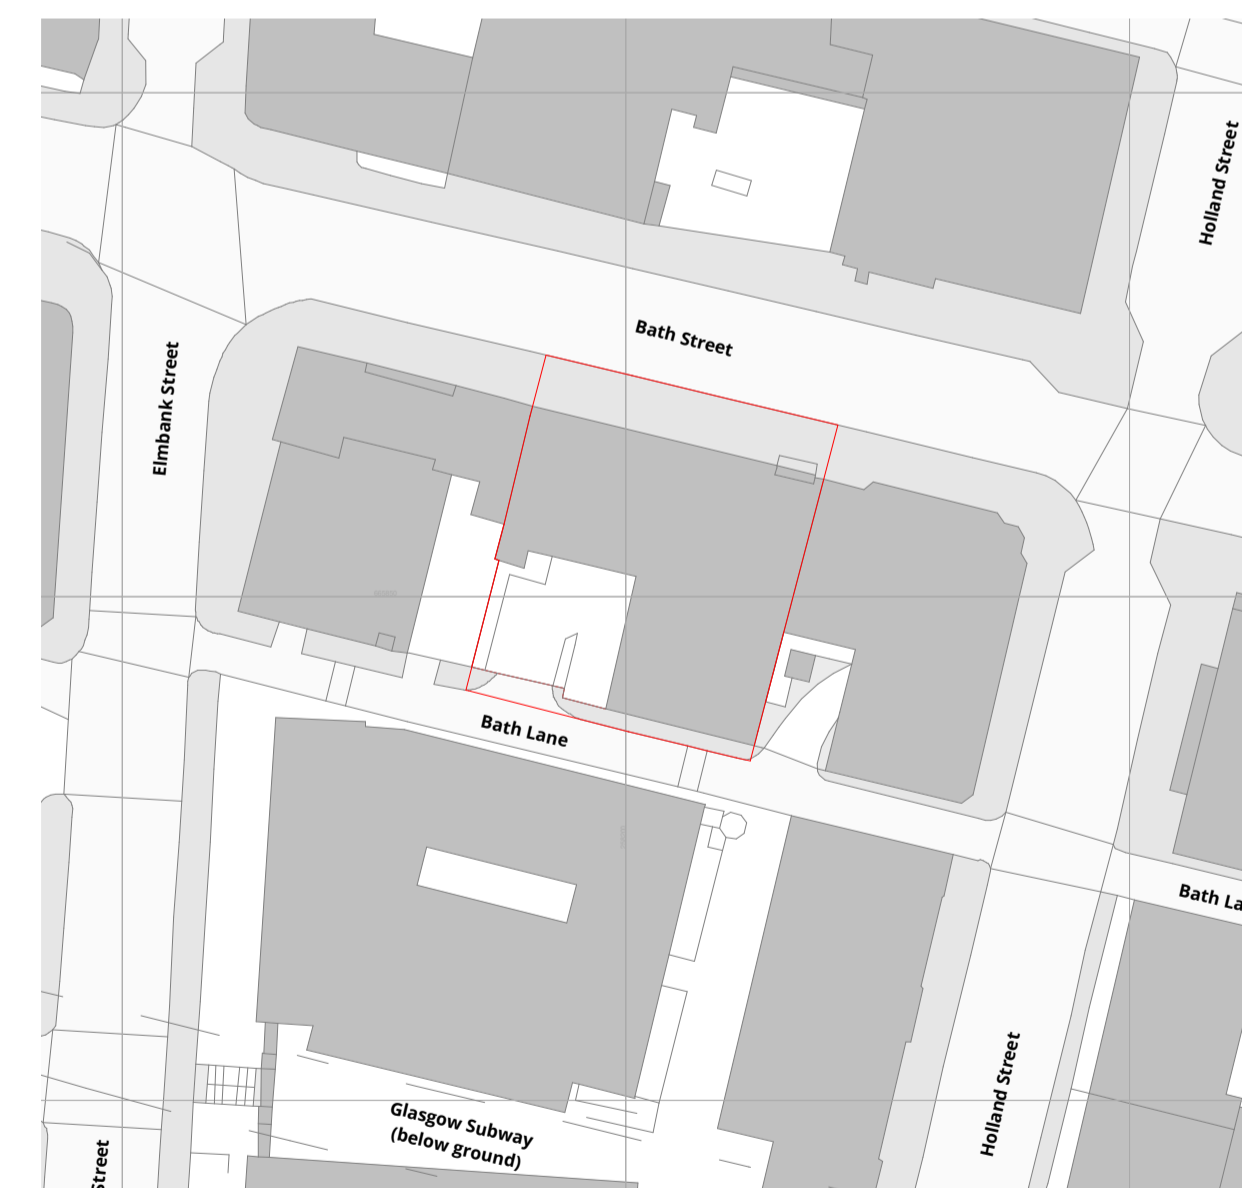 Holland Street
Bath Street
Elmbank Street
Bath Lane
Bath La
Holland Street
Glasgow Subway
(below ground)
Street